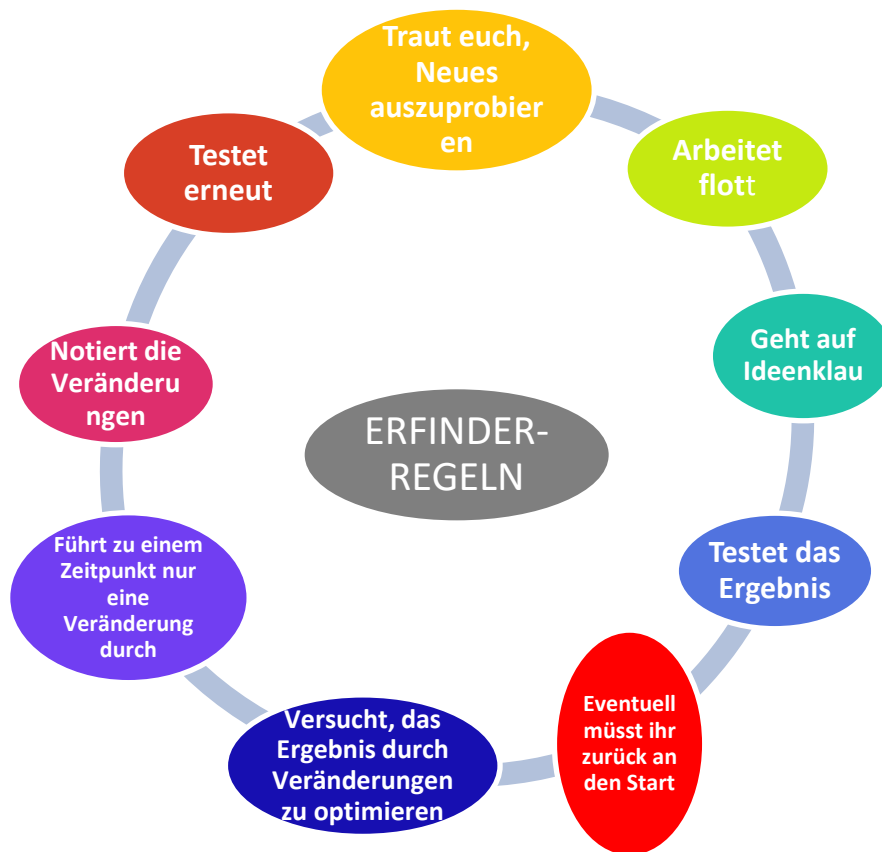 Traut euch,
Neues
auszuprobier
en
Arbeitet
flott
Geht auf
Ideenklau
Testet das
Ergebnis
Eventuell
müsst ihr
zurück an
den Start
Versucht, das
Ergebnis durch
Veränderungen
zu optimieren
Führt zu einem
Zeitpunkt nur
eine
Veränderung
durch
Notiert die
Veränderu
ngen
Testet
erneut
ERFINDER-
REGELN